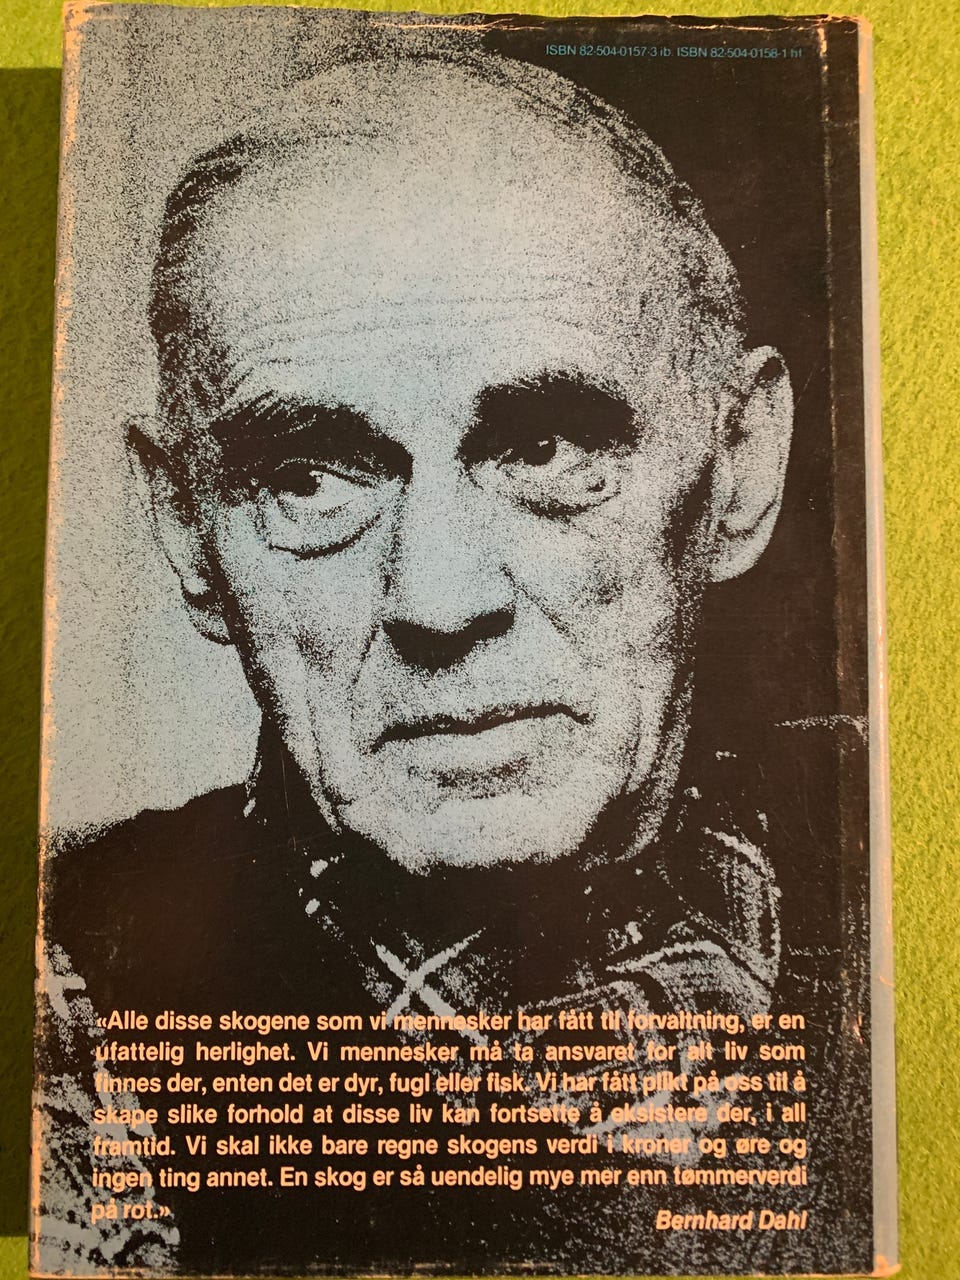 ISBN 82-504-0157-3 ib. ISBN 82-504-0158-1 hf
«Alle disse skogene som vi mennesker har fått til forvaltning, er en
ufattelig herlighet. Vi mennesker må ta ansvaret for alt liv som
finnes der, enten det er dyr, fugl eller fisk. Vi har fått plikt på oss til å
skape slike forhold at disse liv kan fortsette å eksistere der, i all
framtid. Vi skal ikke bare regne skogens verdi i kroner og øre og
ingen ting annet. En skog er så uendelig mye mer enn tømmerverdi
på rot.»
Bernhard Dahl